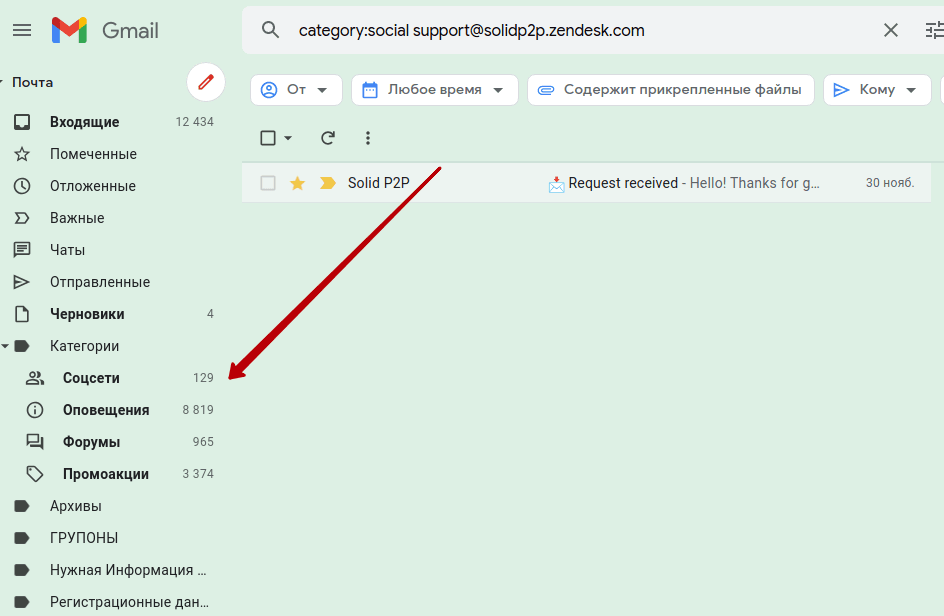 Gmail
category:social support@solidp2p.zendesk.com
Почта
От
Любое время
Содержит прикрепленные файлы
Кому
Входящие 12 434
Помеченные
Solid P2P Request received - Hello! Thanks for g... 30 нояб.
Отложенные
Важные
Чаты
Отправленные
Черновики 4
Категории
Соцсети 129
Оповещения 8 819
Форумы 965
Промоакции 3 374
Архивы
ГРУПОНЫ
Нужная Информация ...
Регистрационные дан...